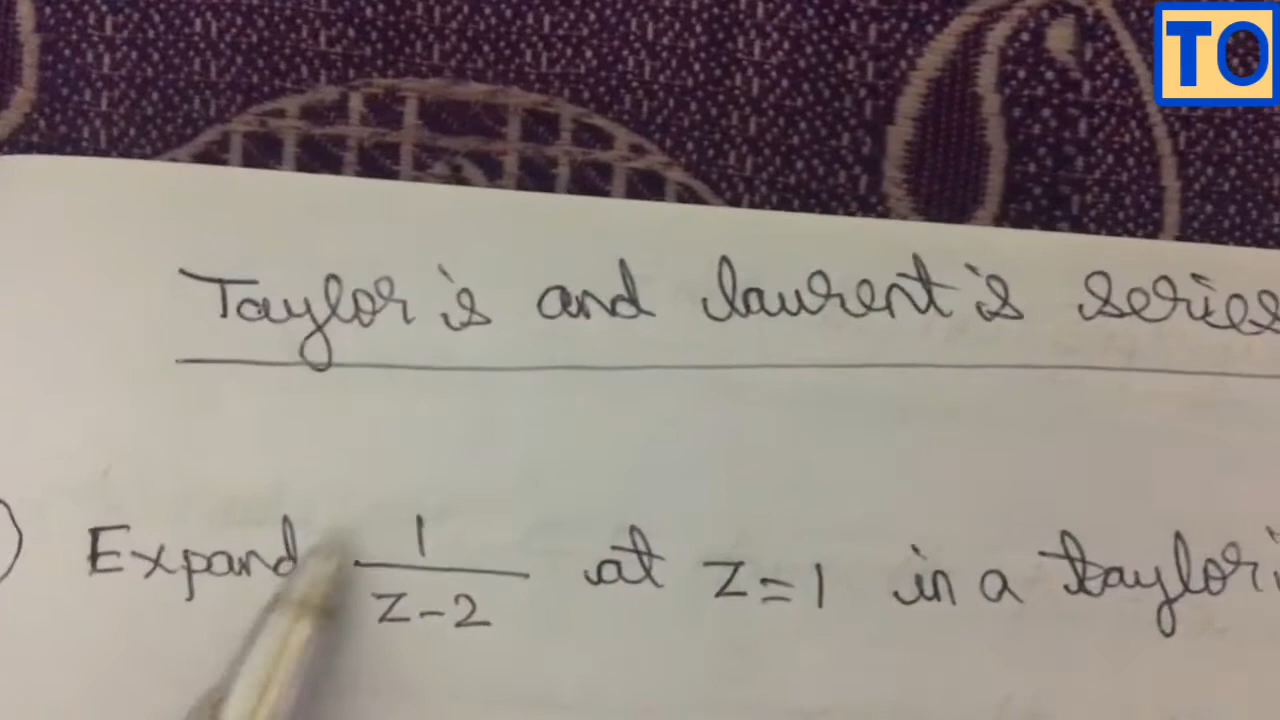 TO
Taylor's and laurent's series
) Expand 1/(z-2) at z=1 in a taylor's